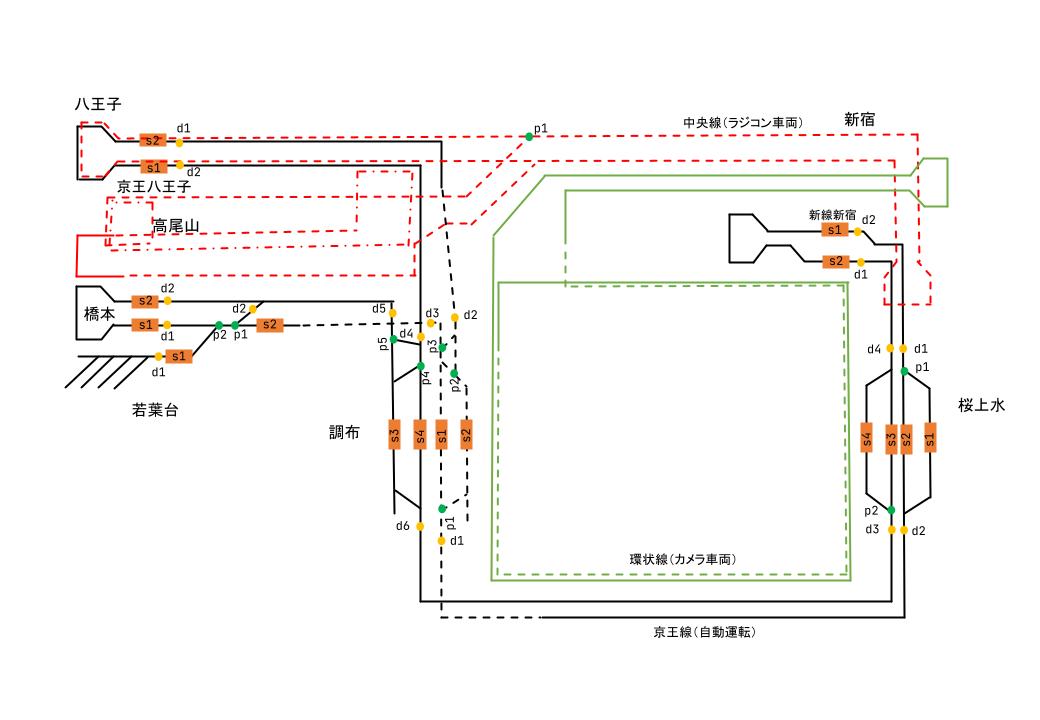 八王子
d1
s2
s1
d2
京王八王子
高尾山
p1
中央線(ラジコン車両)
新宿
新線新宿
s1
d2
s2
d1
橋本
s2
d2
s1
d1
p2
p1
d2
s2
d1
s1
若葉台
d5
d4
d3
d2
p5
p4
p3
p2
調布
s3
s4
s1
s2
p1
d6
d1
d4
d1
p1
桜上水
s4
s3
s2
s1
p2
d3
d2
環状線(カメラ車両)
京王線(自動運転)